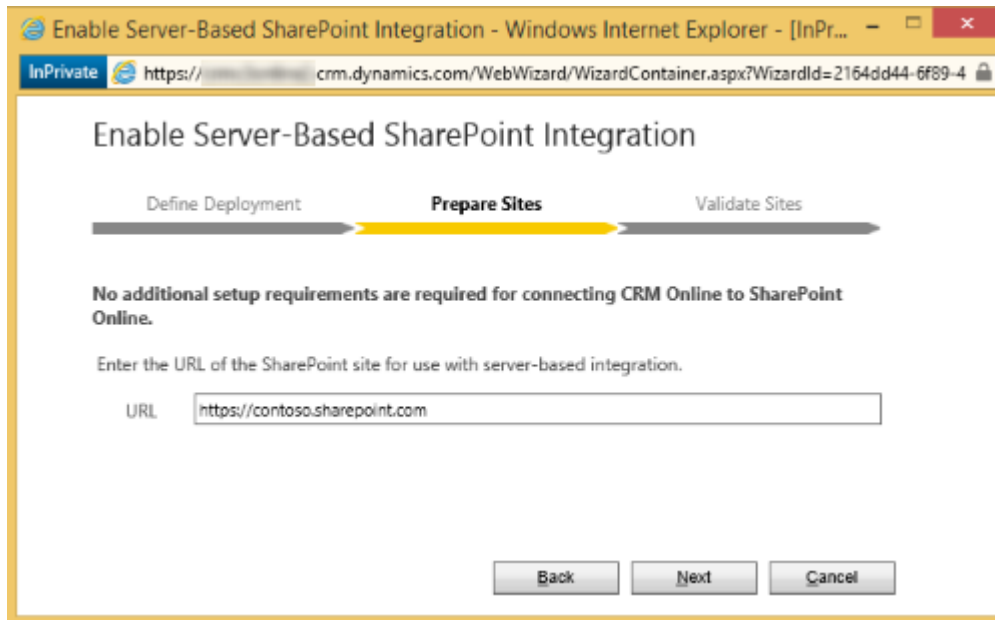 Enable Server-Based SharePoint Integration - Windows Internet Explorer - [InPr...
InPrivate https:// crm.dynamics.com/WebWizard/WizardContainer.aspx?WizardId=2164dd44-6f89-4
Enable Server-Based SharePoint Integration
Define Deployment Prepare Sites Validate Sites
No additional setup requirements are required for connecting CRM Online to SharePoint
Online.
Enter the URL of the SharePoint site for use with server-based integration.
URL https://contoso.sharepoint.com
Back Next Cancel